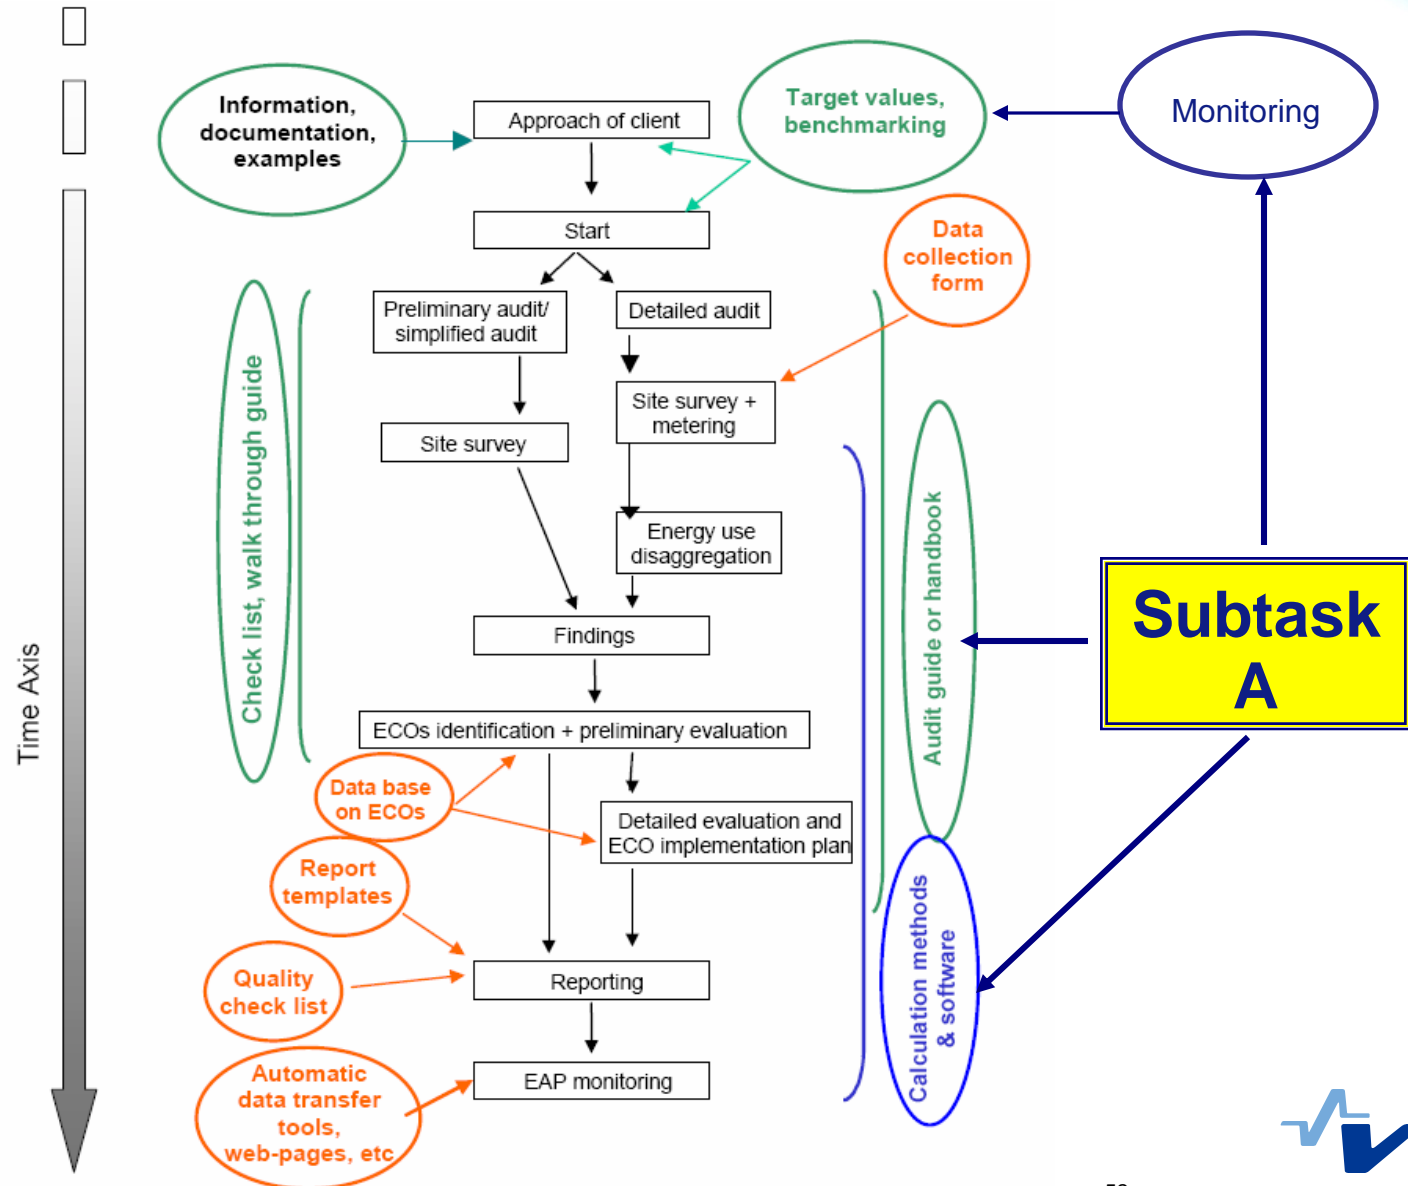 Information,
documentation,
examples
Approach of client
Target values,
benchmarking
Monitoring
Start
Data
collection
form
Preliminary audit/
simplified audit
Detailed audit
Site survey +
metering
Site survey
Check list, walk through guide
Energy use
disaggregation
Audit guide or handbook
Subtask
A
Findings
Time Axis
ECOs identification + preliminary evaluation
Data base
on ECOs
Detailed evaluation and
ECO implementation plan
Report
templates
Calculation methods
& software
Quality
check list
Reporting
Automatic
data transfer
tools,
web-pages, etc
EAP monitoring